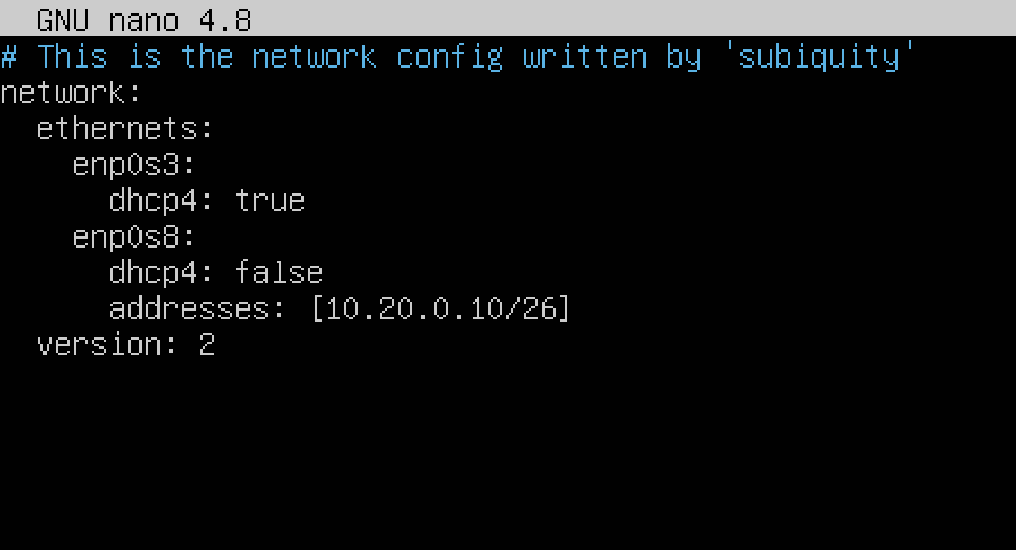 GNU nano 4.8
# This is the network config written by 'subiquity'
network:
  ethernets:
    enp0s3:
      dhcp4: true
    enp0s8:
      dhcp4: false
      addresses: [10.20.0.10/26]
  version: 2